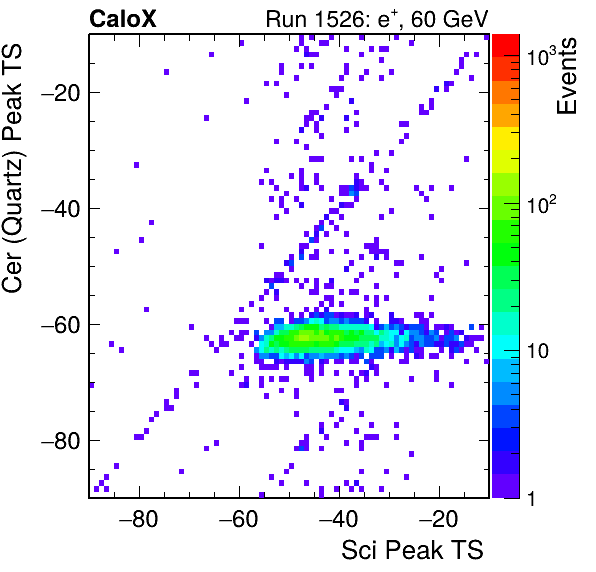 CaloX
Run 1526: e+, 60 GeV
Cer (Quartz) Peak TS
−20
−40
−60
−80
−80
−60
−40
−20
Sci Peak TS
Events
10³
10²
10
1